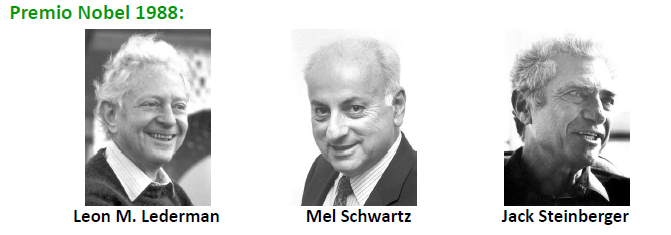 Premio Nobel 1988:
Leon M. Lederman
Mel Schwartz
Jack Steinberger